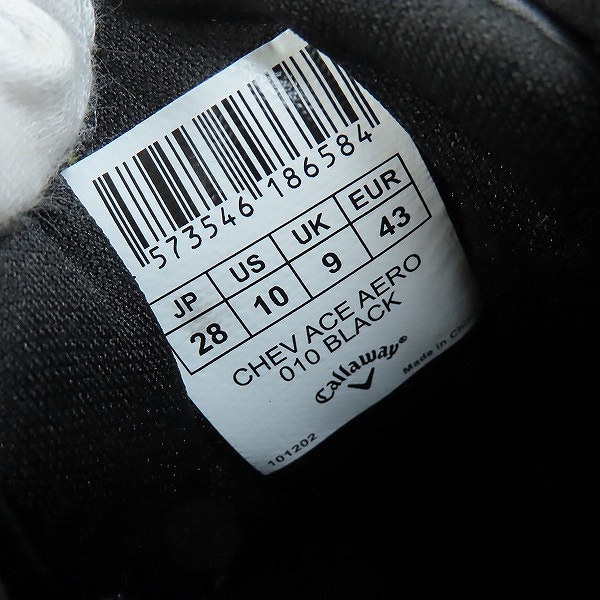 573546 186584
JP US UK EUR
28 10 9 43
CHEV ACE AERO
010 BLACK
Callaway
101202 Made in Chi